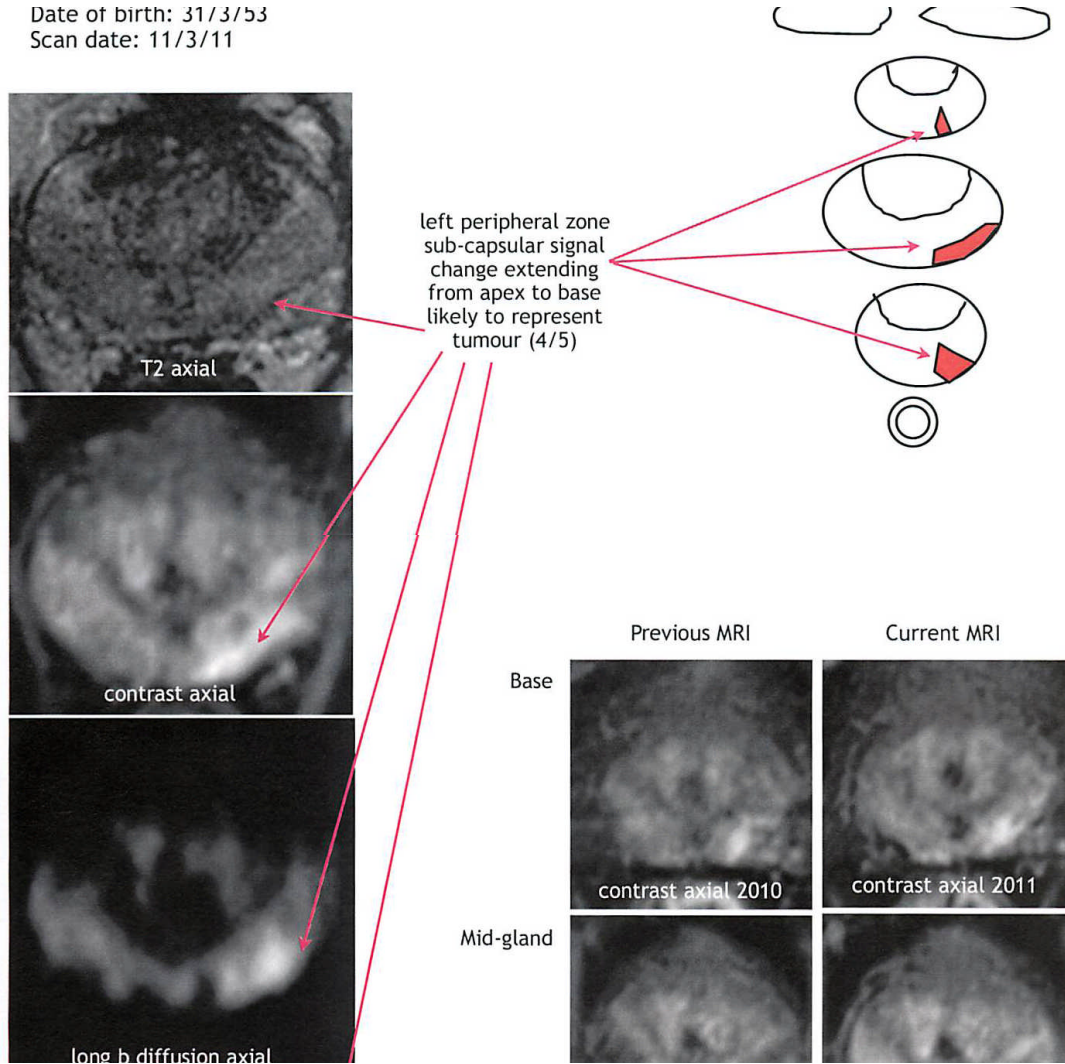 Date of birth: 31/3/53
Scan date: 11/3/11
T2 axial
left peripheral zone
sub-capsular signal
change extending
from apex to base
likely to represent
tumour (4/5)
contrast axial
long b diffusion axial
Previous MRI
Current MRI
Base
contrast axial 2010
contrast axial 2011
Mid-gland